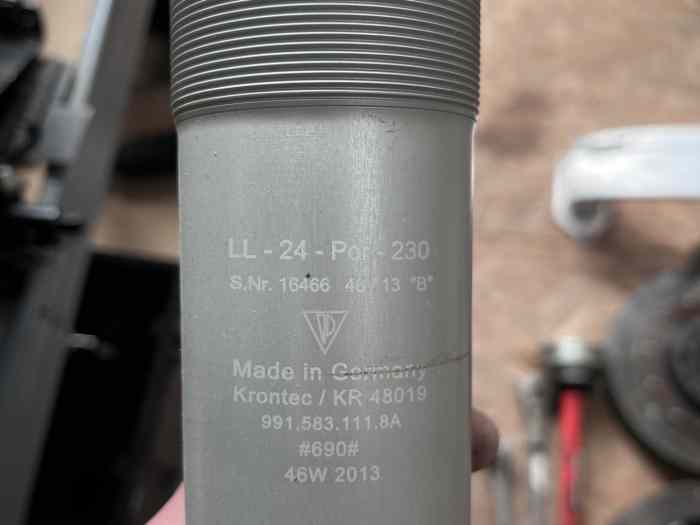 LL - 24 - Por - 230
S.Nr. 16466 46 / 13 "B"
Made in Germany
Krontec / KR 48019
991.583.111.8A
#690#
46W 2013